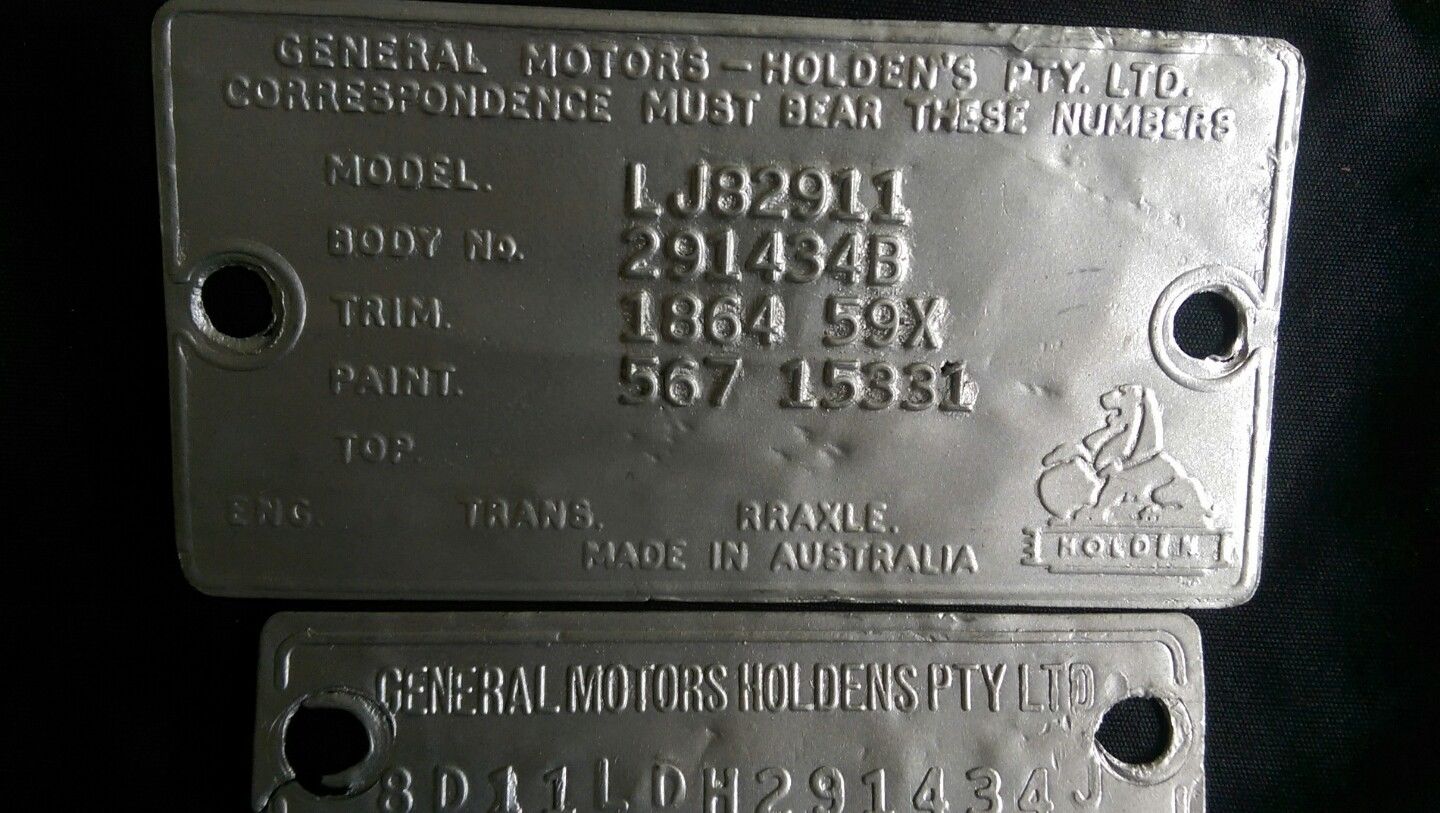 GENERAL MOTORS – HOLDEN'S PTY. LTD.
CORRESPONDENCE MUST BEAR THESE NUMBERS
MODEL. LJ82911
BODY No. 291434B
TRIM. 1864 59X
PAINT. 567 15331
TOP.
ENG. TRANS. RRAXLE.
MADE IN AUSTRALIA
HOLDEN
GENERAL MOTORS HOLDENS PTY LTD
8D11LDH291434J